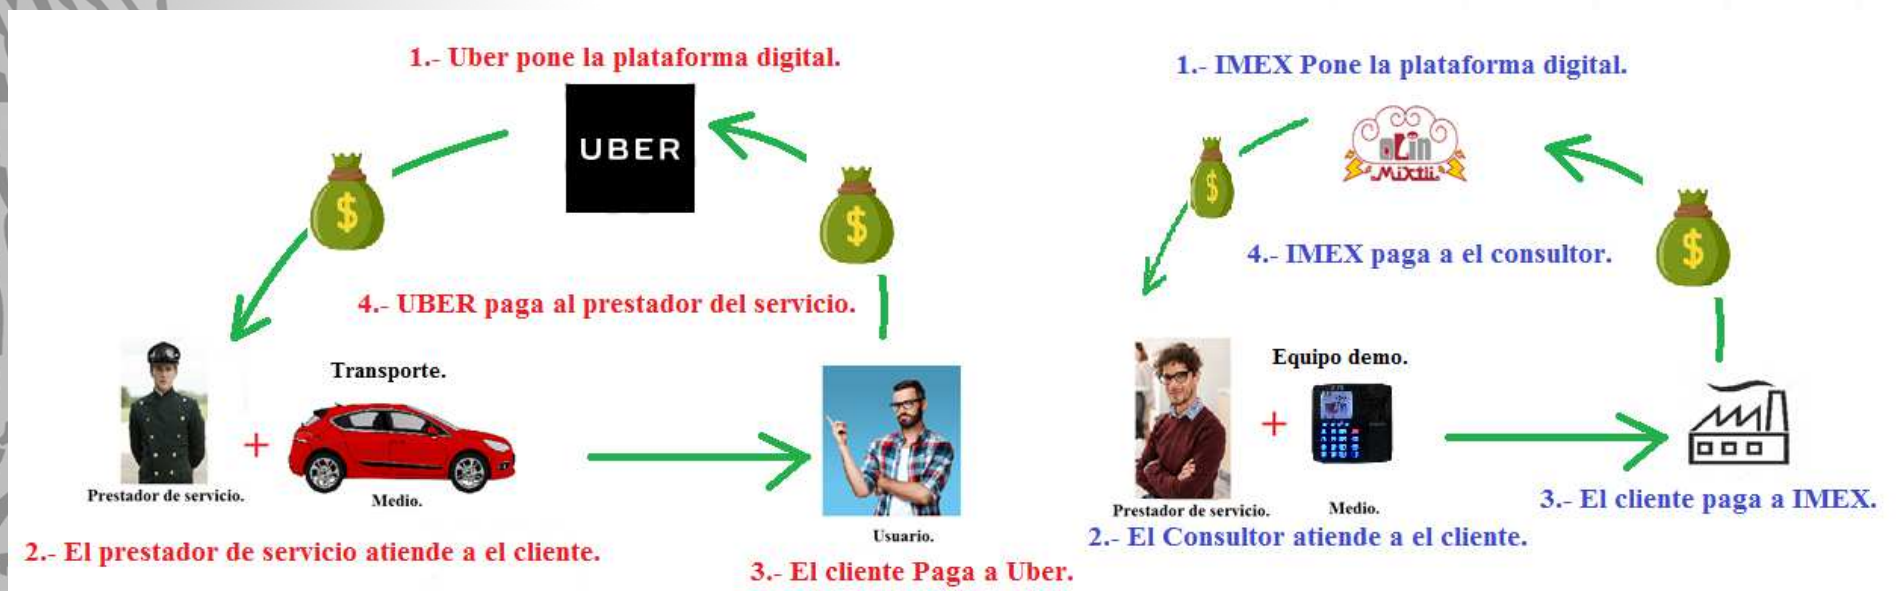 1.- Uber pone la plataforma digital.
UBER
$
$
4.- UBER paga al prestador del servicio.
Transporte.
+
Prestador de servicio.
Medio.
Usuario.
2.- El prestador de servicio atiende a el cliente.
3.- El cliente Paga a Uber.
1.- IMEX Pone la plataforma digital.
oLin
Mixtli
$
$
4.- IMEX paga a el consultor.
Equipo demo.
+
Prestador de servicio.
Medio.
3.- El cliente paga a IMEX.
2.- El Consultor atiende a el cliente.